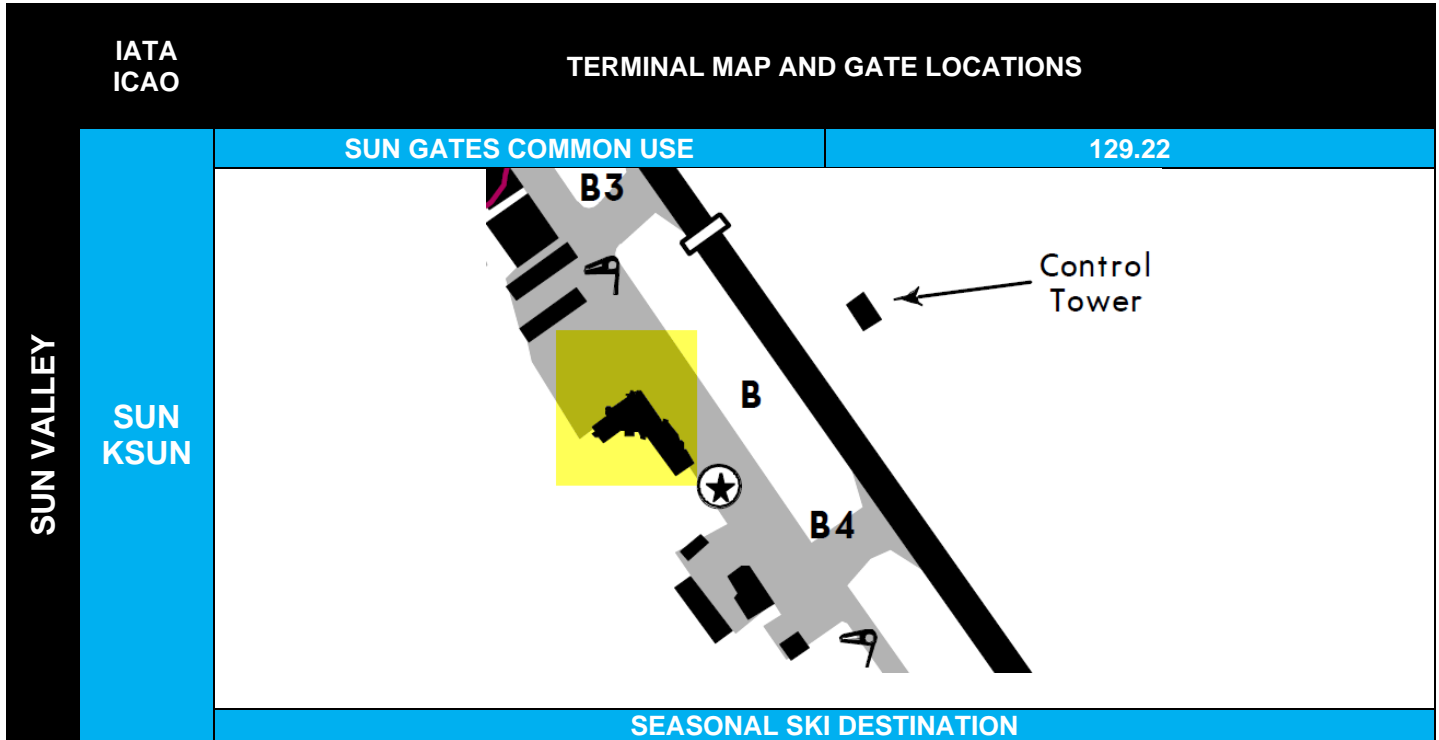 IATA
ICAO
TERMINAL MAP AND GATE LOCATIONS
SUN VALLEY
SUN
KSUN
SUN GATES COMMON USE
129.22
B3
Control
Tower
B
B4
SEASONAL SKI DESTINATION